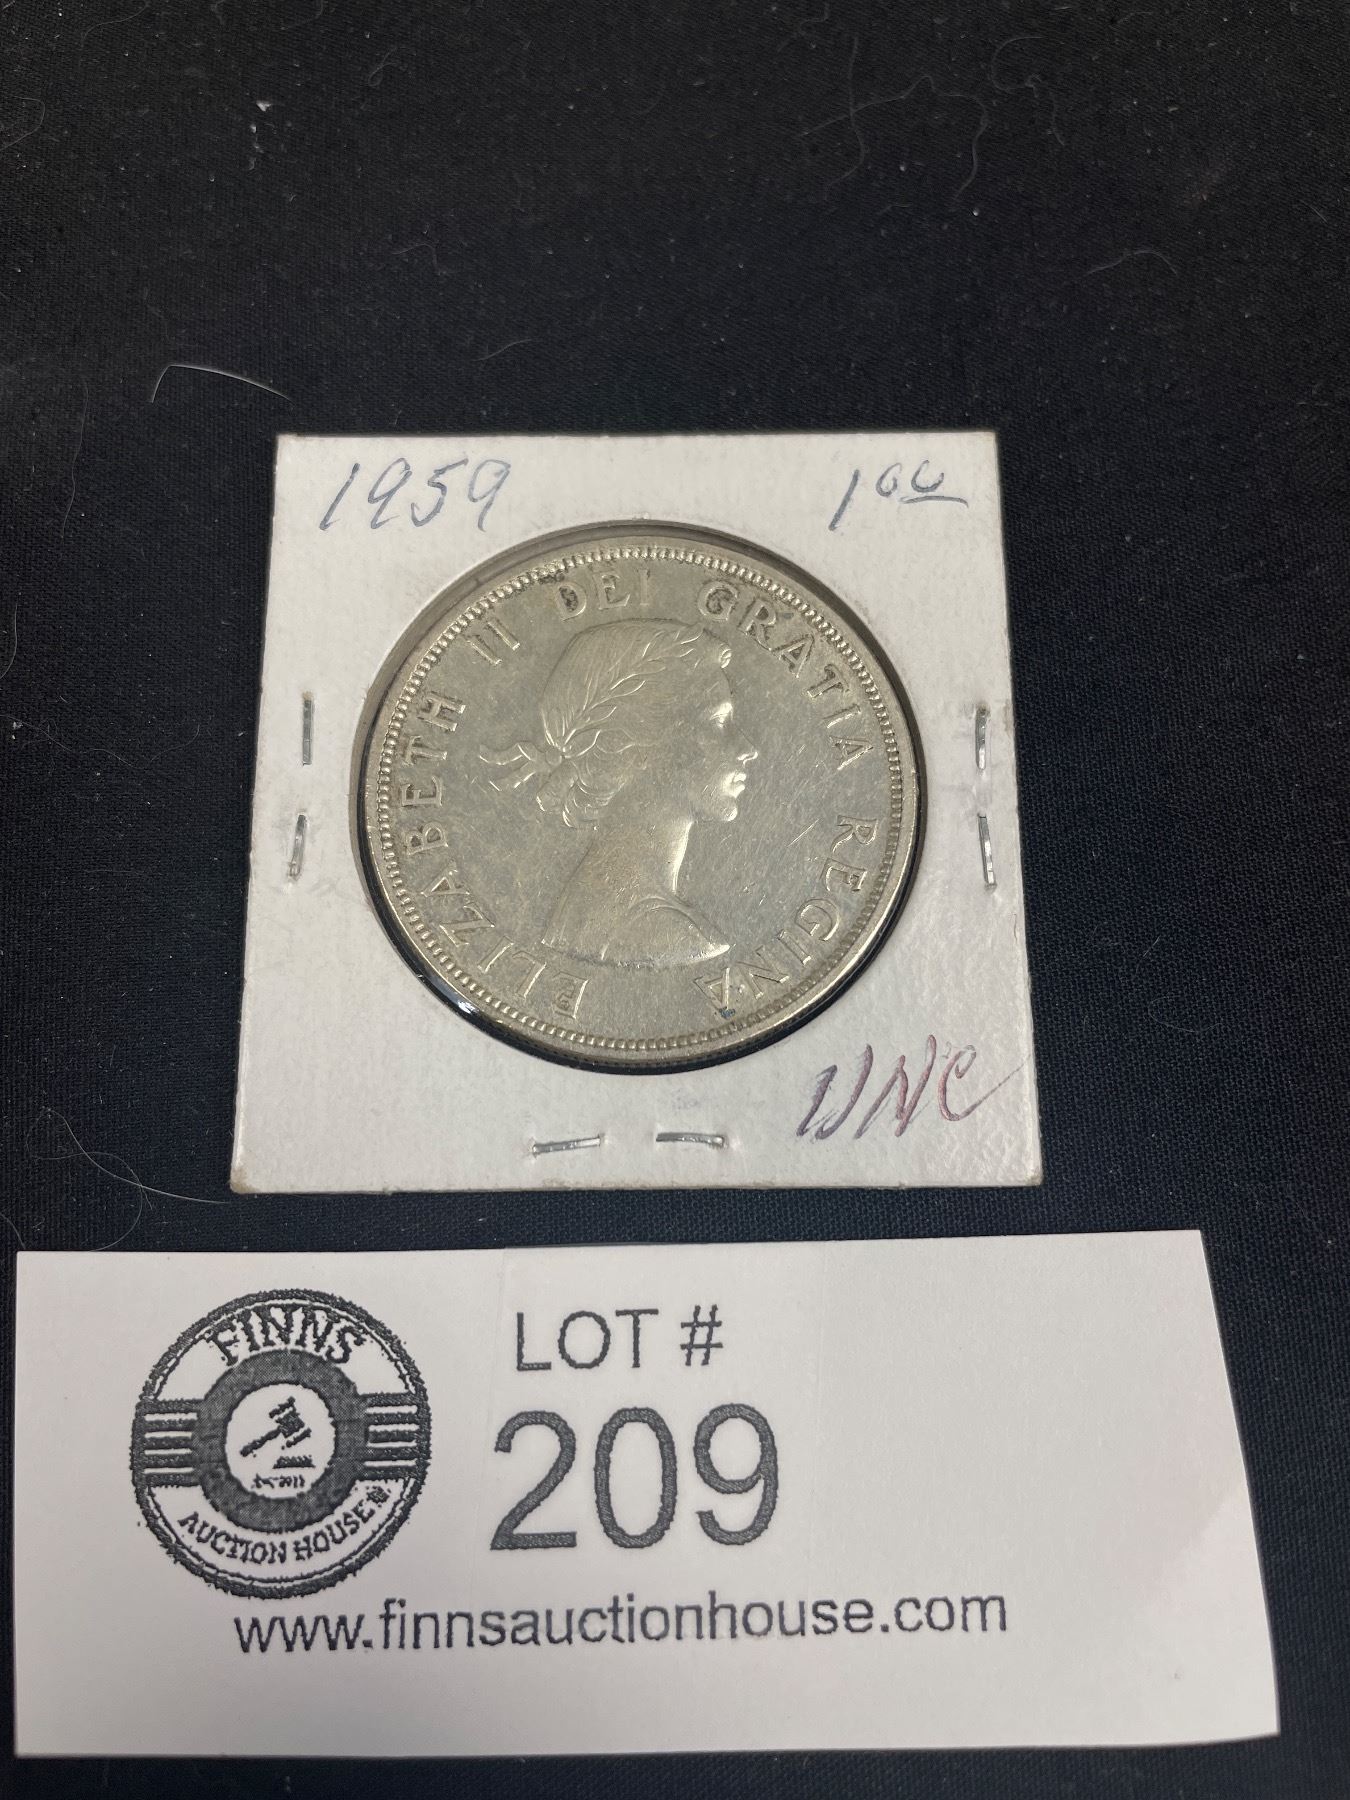 1959 1.00
ELIZABETH II DEI GRATIA REGINA
UNC
FINNS
AUCTION HOUSE
LOT #
209
www.finnsauctionhouse.com